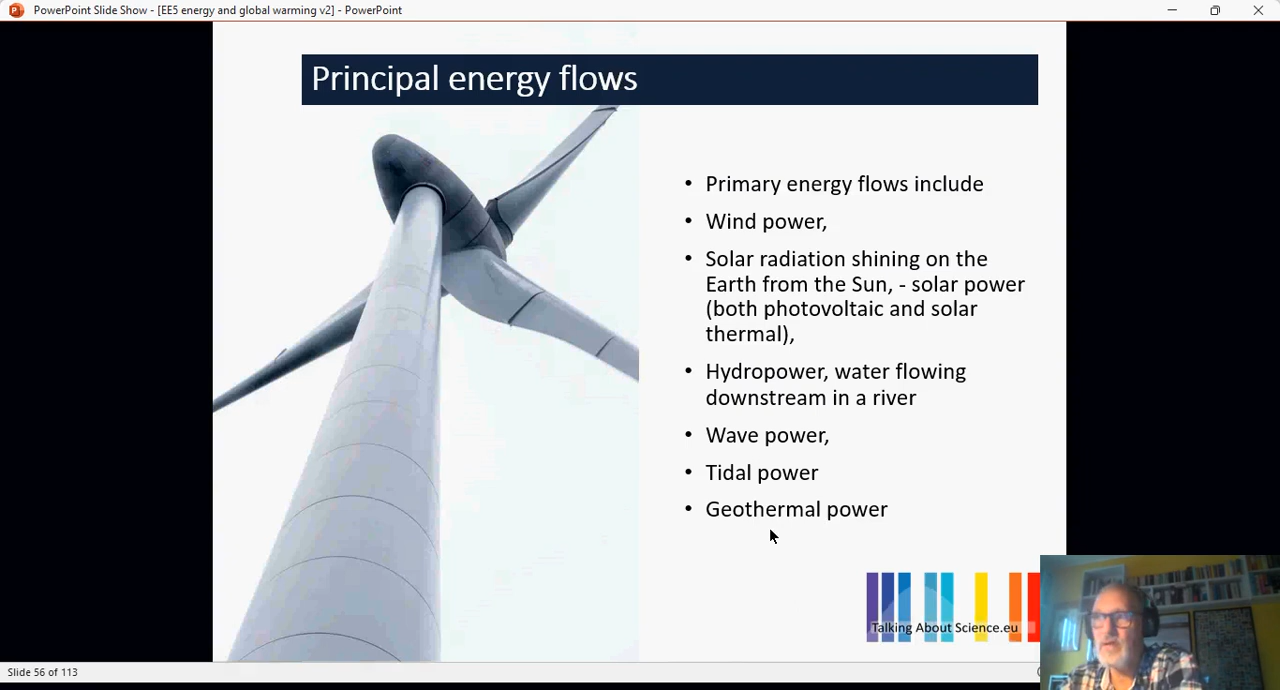 PowerPoint Slide Show - [EE5 energy and global warming v2] - PowerPoint
Principal energy flows
• Primary energy flows include
• Wind power,
• Solar radiation shining on the
Earth from the Sun, - solar power
(both photovoltaic and solar
thermal),
• Hydropower, water flowing
downstream in a river
• Wave power,
• Tidal power
• Geothermal power
Talking About Science.eu
Slide 56 of 113